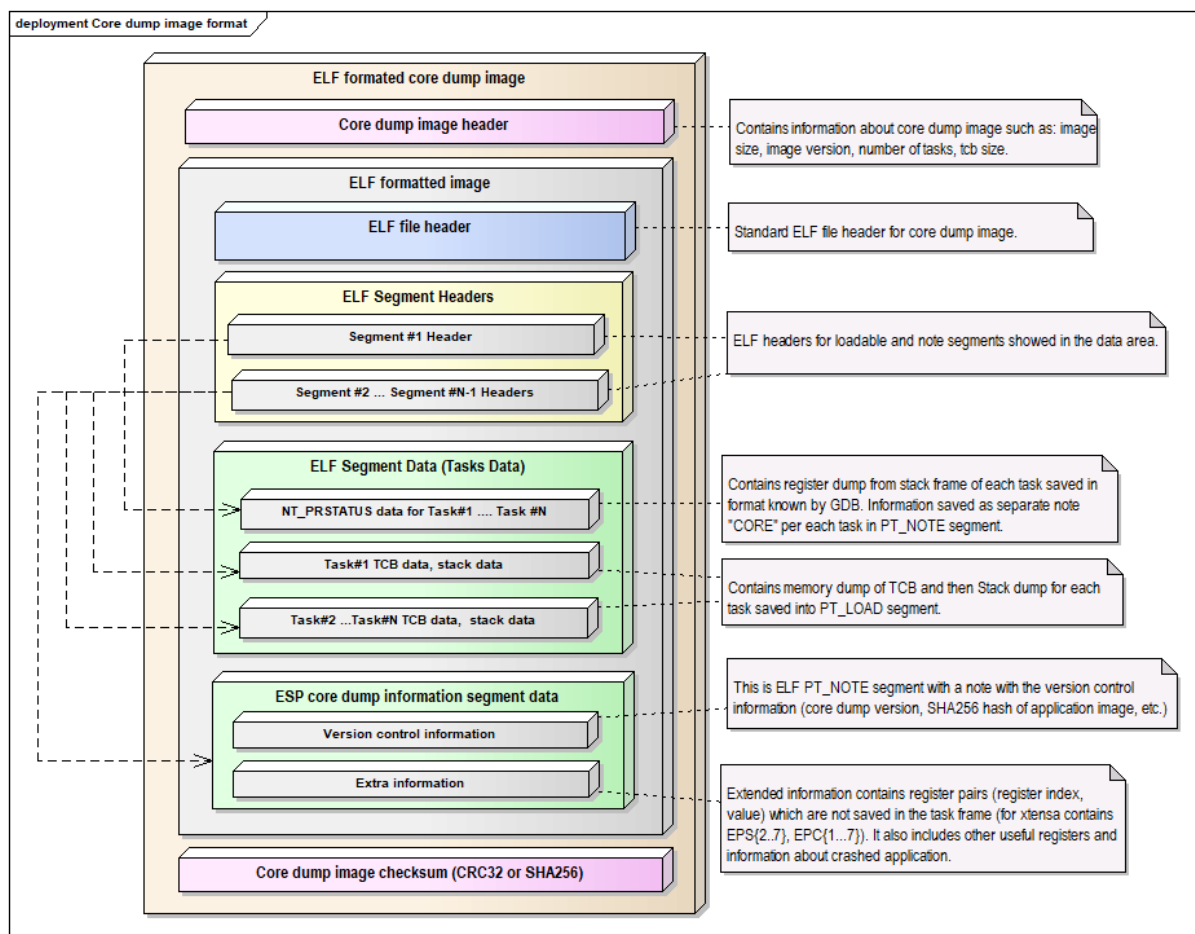 deployment Core dump image format
ELF formated core dump image
Core dump image header
Contains information about core dump image such as: image
size, image version, number of tasks, tcb size.
ELF formatted image
ELF file header
Standard ELF file header for core dump image.
ELF Segment Headers
Segment #1 Header
ELF headers for loadable and note segments showed in the data area.
Segment #2 ... Segment #N-1 Headers
ELF Segment Data (Tasks Data)
Contains register dump from stack frame of each task saved in
format known by GDB. Information saved as separate note
"CORE" per each task in PT_NOTE segment.
NT_PRSTATUS data for Task#1 .... Task #N
Task#1 TCB data, stack data
Contains memory dump of TCB and then Stack dump for each
task saved into PT_LOAD segment.
Task#2 ...Task#N TCB data, stack data
ESP core dump information segment data
This is ELF PT_NOTE segment with a note with the version control
information (core dump version, SHA256 hash of application image, etc.)
Version control information
Extra information
Extended information contains register pairs (register index,
value) which are not saved in the task frame (for xtensa contains
EPS{2..7}, EPC{1...7}). It also includes other useful registers and
information about crashed application.
Core dump image checksum (CRC32 or SHA256)